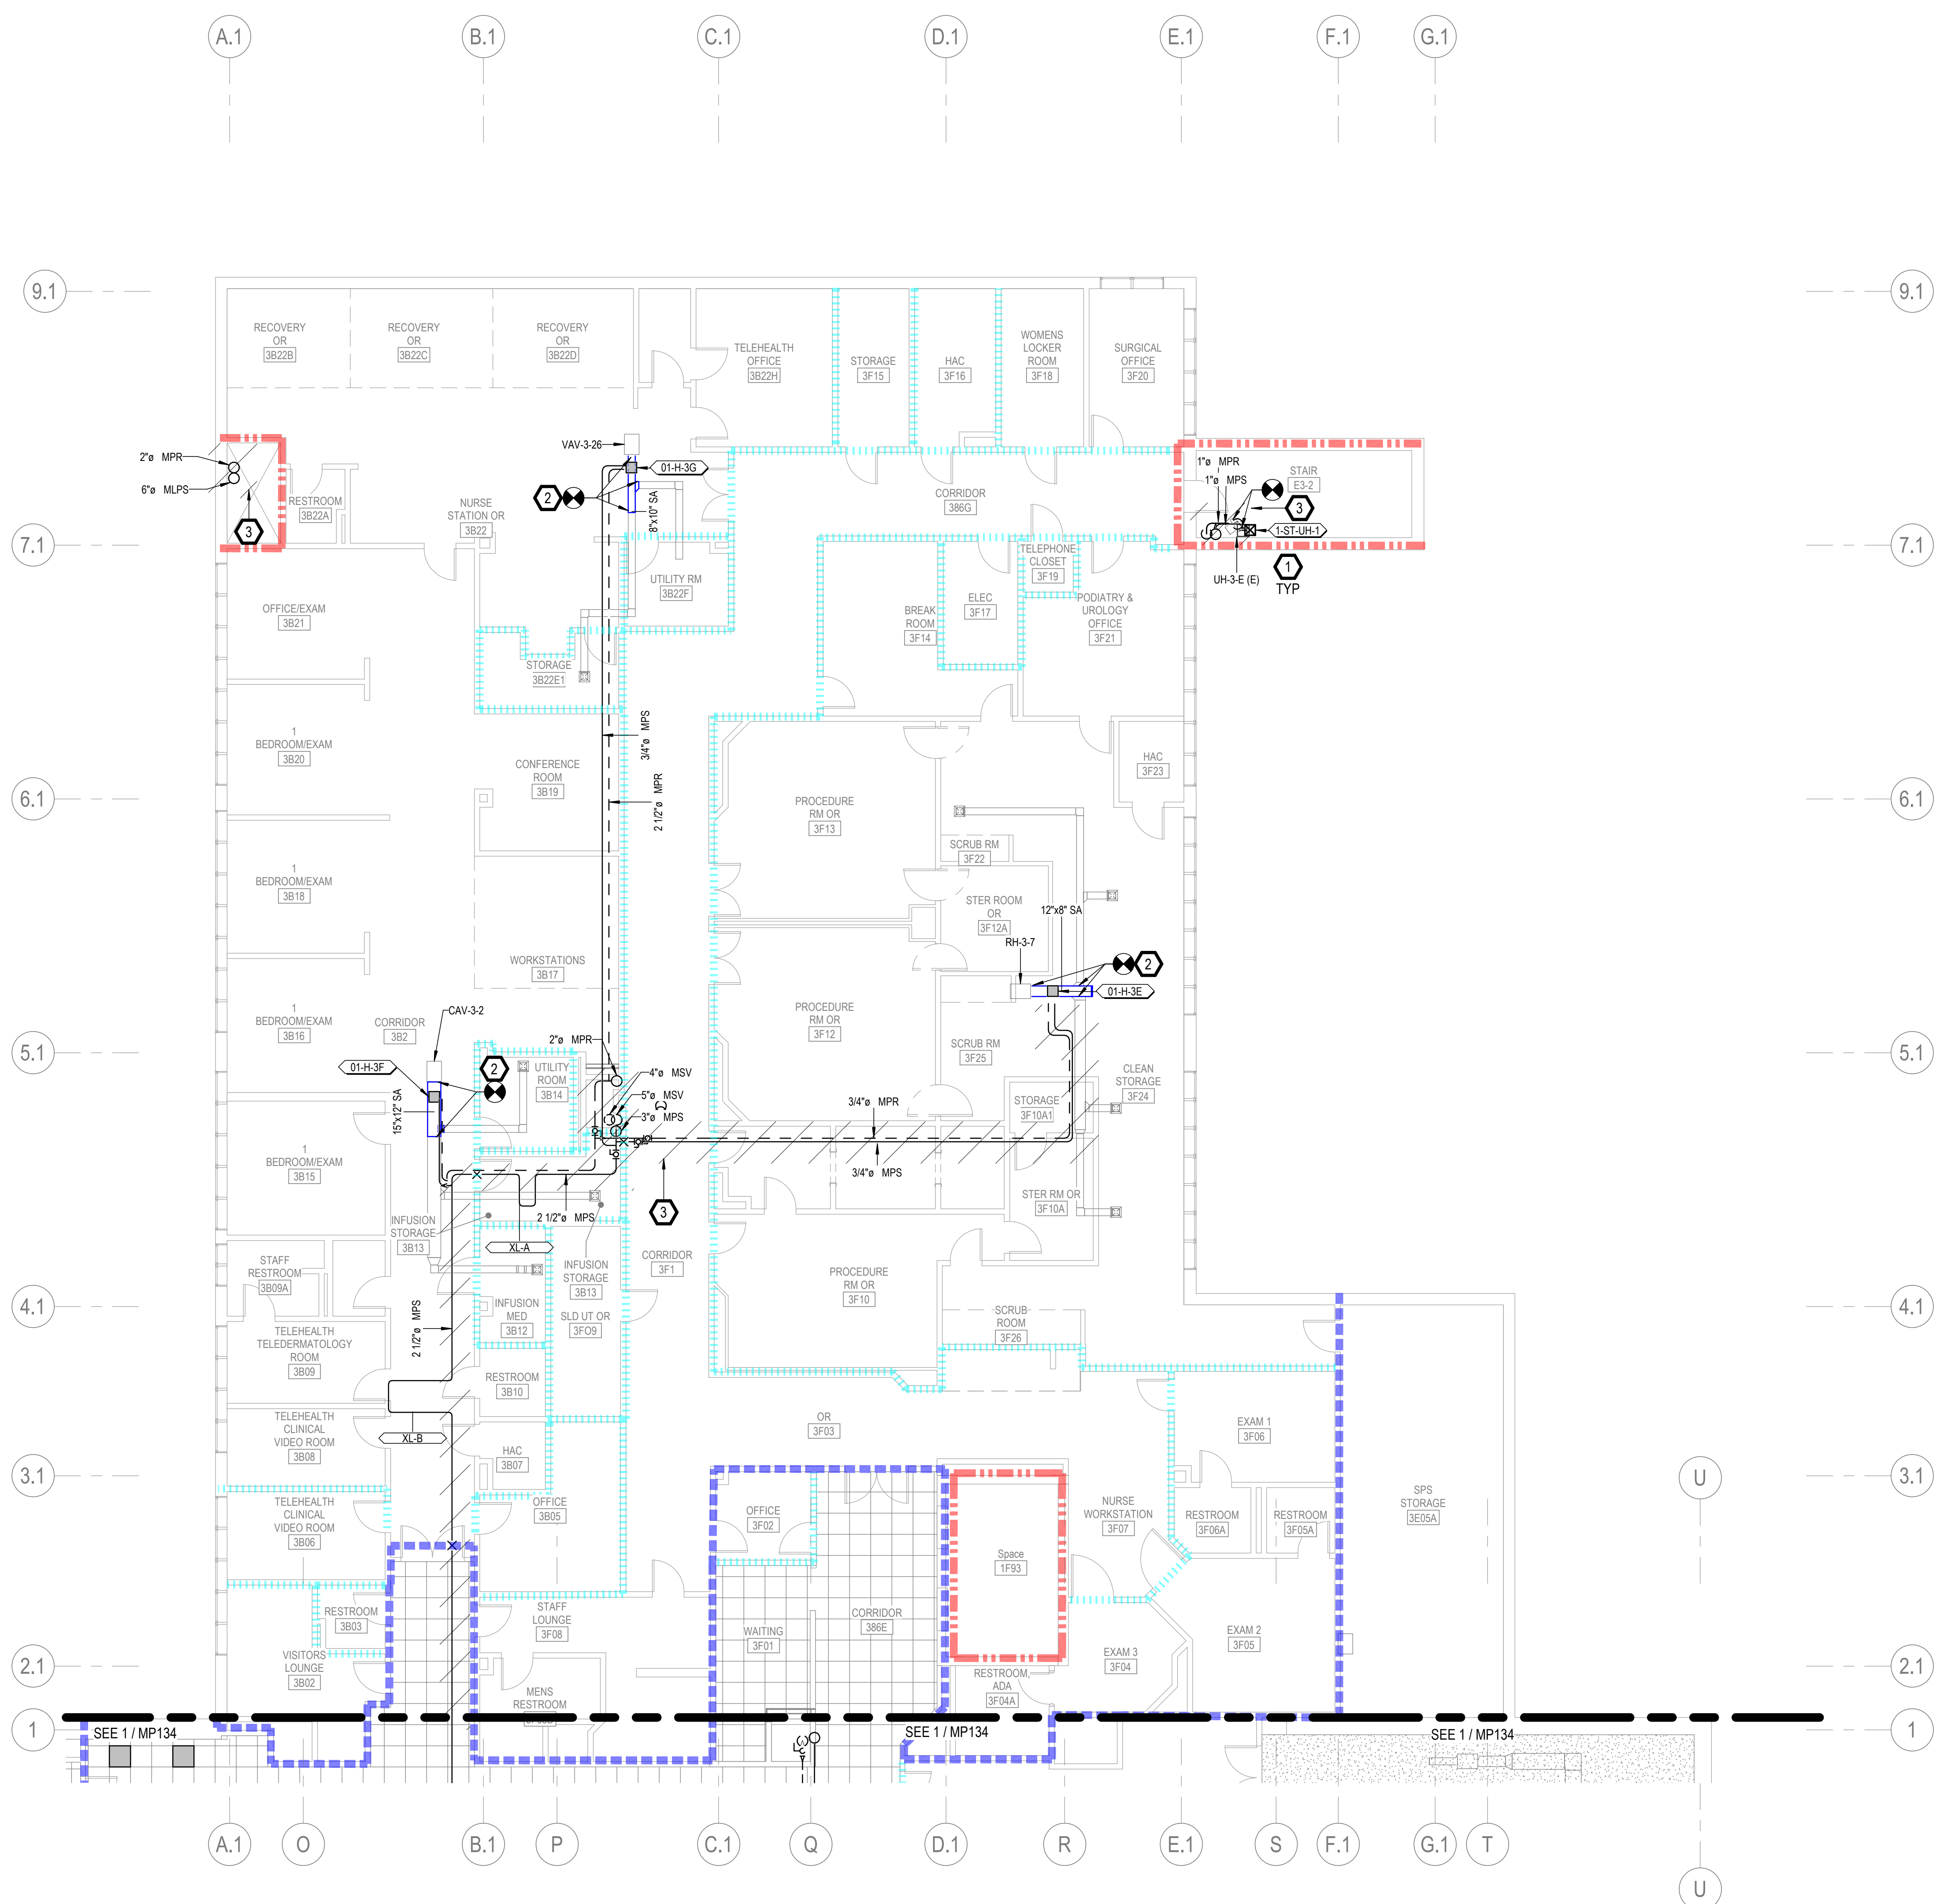 A.1
B.1
C.1
D.1
E.1
F.1
G.1
9.1
9.1
RECOVERY
OR
3B22B
RECOVERY
OR
3B22C
RECOVERY
OR
3B22D
TELEHEALTH
OFFICE
3B22H
STORAGE
3F15
HAC
3F16
WOMENS
LOCKER
ROOM
3F18
SURGICAL
OFFICE
3F20
VAV-3-26
01-H-3G
2
8"x10" SA
2"ø MPR
6"ø MLPS
3
RESTROOM
3B22A
NURSE
STATION OR
3B22
CORRIDOR
386G
STAIR
E3-2
1"ø MPR
1"ø MPS
3
1-ST-UH-1
UH-3-E (E)
1
TYP
7.1
7.1
UTILITY RM
3B22F
TELEPHONE
CLOSET
3F19
ELEC
3F17
BREAK
ROOM
3F14
PODIATRY &
UROLOGY
OFFICE
3F21
OFFICE/EXAM
3B21
STORAGE
3B22E1
3/4"ø MPS
2 1/2"ø MPR
1
BEDROOM/EXAM
3B20
CONFERENCE
ROOM
3B19
HAC
3F23
6.1
6.1
PROCEDURE
RM OR
3F13
SCRUB RM
3F22
1
BEDROOM/EXAM
3B18
STER ROOM
OR
3F12A
12"x8" SA
RH-3-7
2
01-H-3E
WORKSTATIONS
3B17
1
BEDROOM/EXAM
3B16
CORRIDOR
3B2
CAV-3-2
PROCEDURE
RM OR
3F12
SCRUB RM
3F25
5.1
5.1
01-H-3F
2
15"x12" SA
UTILITY
ROOM
3B14
2"ø MPR
4"ø MSV
5"ø MSV
3"ø MPS
CLEAN
STORAGE
3F24
STORAGE
3F10A1
3/4"ø MPR
3/4"ø MPS
1
BEDROOM/EXAM
3B15
3
STER RM OR
3F10A
2 1/2"ø MPS
INFUSION
STORAGE
3B13
XL-A
CORRIDOR
3F1
INFUSION
STORAGE
3B13
PROCEDURE
RM OR
3F10
STAFF
RESTROOM
3B09A
4.1
4.1
INFUSION
MED
3B12
SLD UT OR
3FO9
SCRUB
ROOM
3F26
2 1/2"ø MPS
TELEHEALTH
TELEDERMATOLOGY
ROOM
3B09
RESTROOM
3B10
TELEHEALTH
CLINICAL
VIDEO ROOM
3B08
XL-B
HAC
3B07
OR
3F03
EXAM 1
3F06
3.1
3.1
U
TELEHEALTH
CLINICAL
VIDEO ROOM
3B06
OFFICE
3B05
OFFICE
3F02
NURSE
WORKSTATION
3F07
RESTROOM
3F06A
RESTROOM
3F05A
SPS
STORAGE
3E05A
Space
1F93
RESTROOM
3B03
STAFF
LOUNGE
3F08
WAITING
3F01
CORRIDOR
386E
EXAM 2
3F05
2.1
2.1
VISITORS
LOUNGE
3B02
EXAM 3
3F04
RESTROOM,
ADA
3F04A
MENS
RESTROOM
1
1
SEE 1 / MP134
SEE 1 / MP134
SEE 1 / MP134
A.1
O
B.1
P
C.1
Q
D.1
R
E.1
S
F.1
G.1
T
U